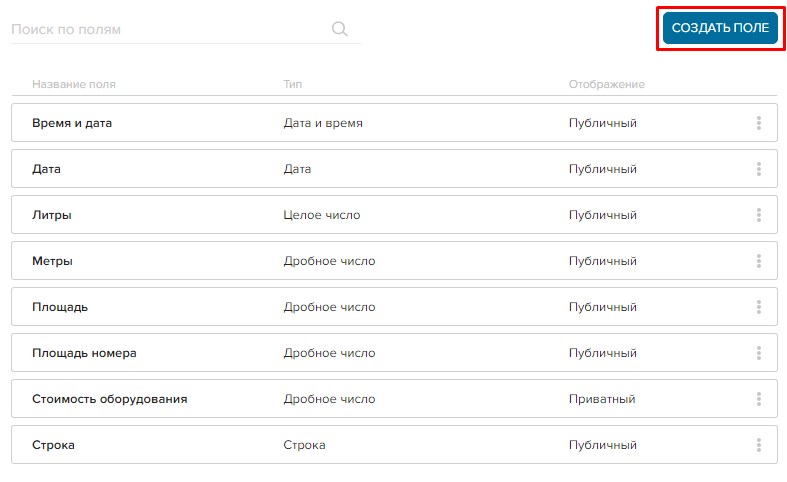 Поиск по полям СОЗДАТЬ ПОЛЕ
Название поля Тип Отображение
Время и дата Дата и время Публичный
Дата Дата Публичный
Литры Целое число Публичный
Метры Дробное число Публичный
Площадь Дробное число Публичный
Площадь номера Дробное число Публичный
Стоимость оборудования Дробное число Приватный
Строка Строка Публичный